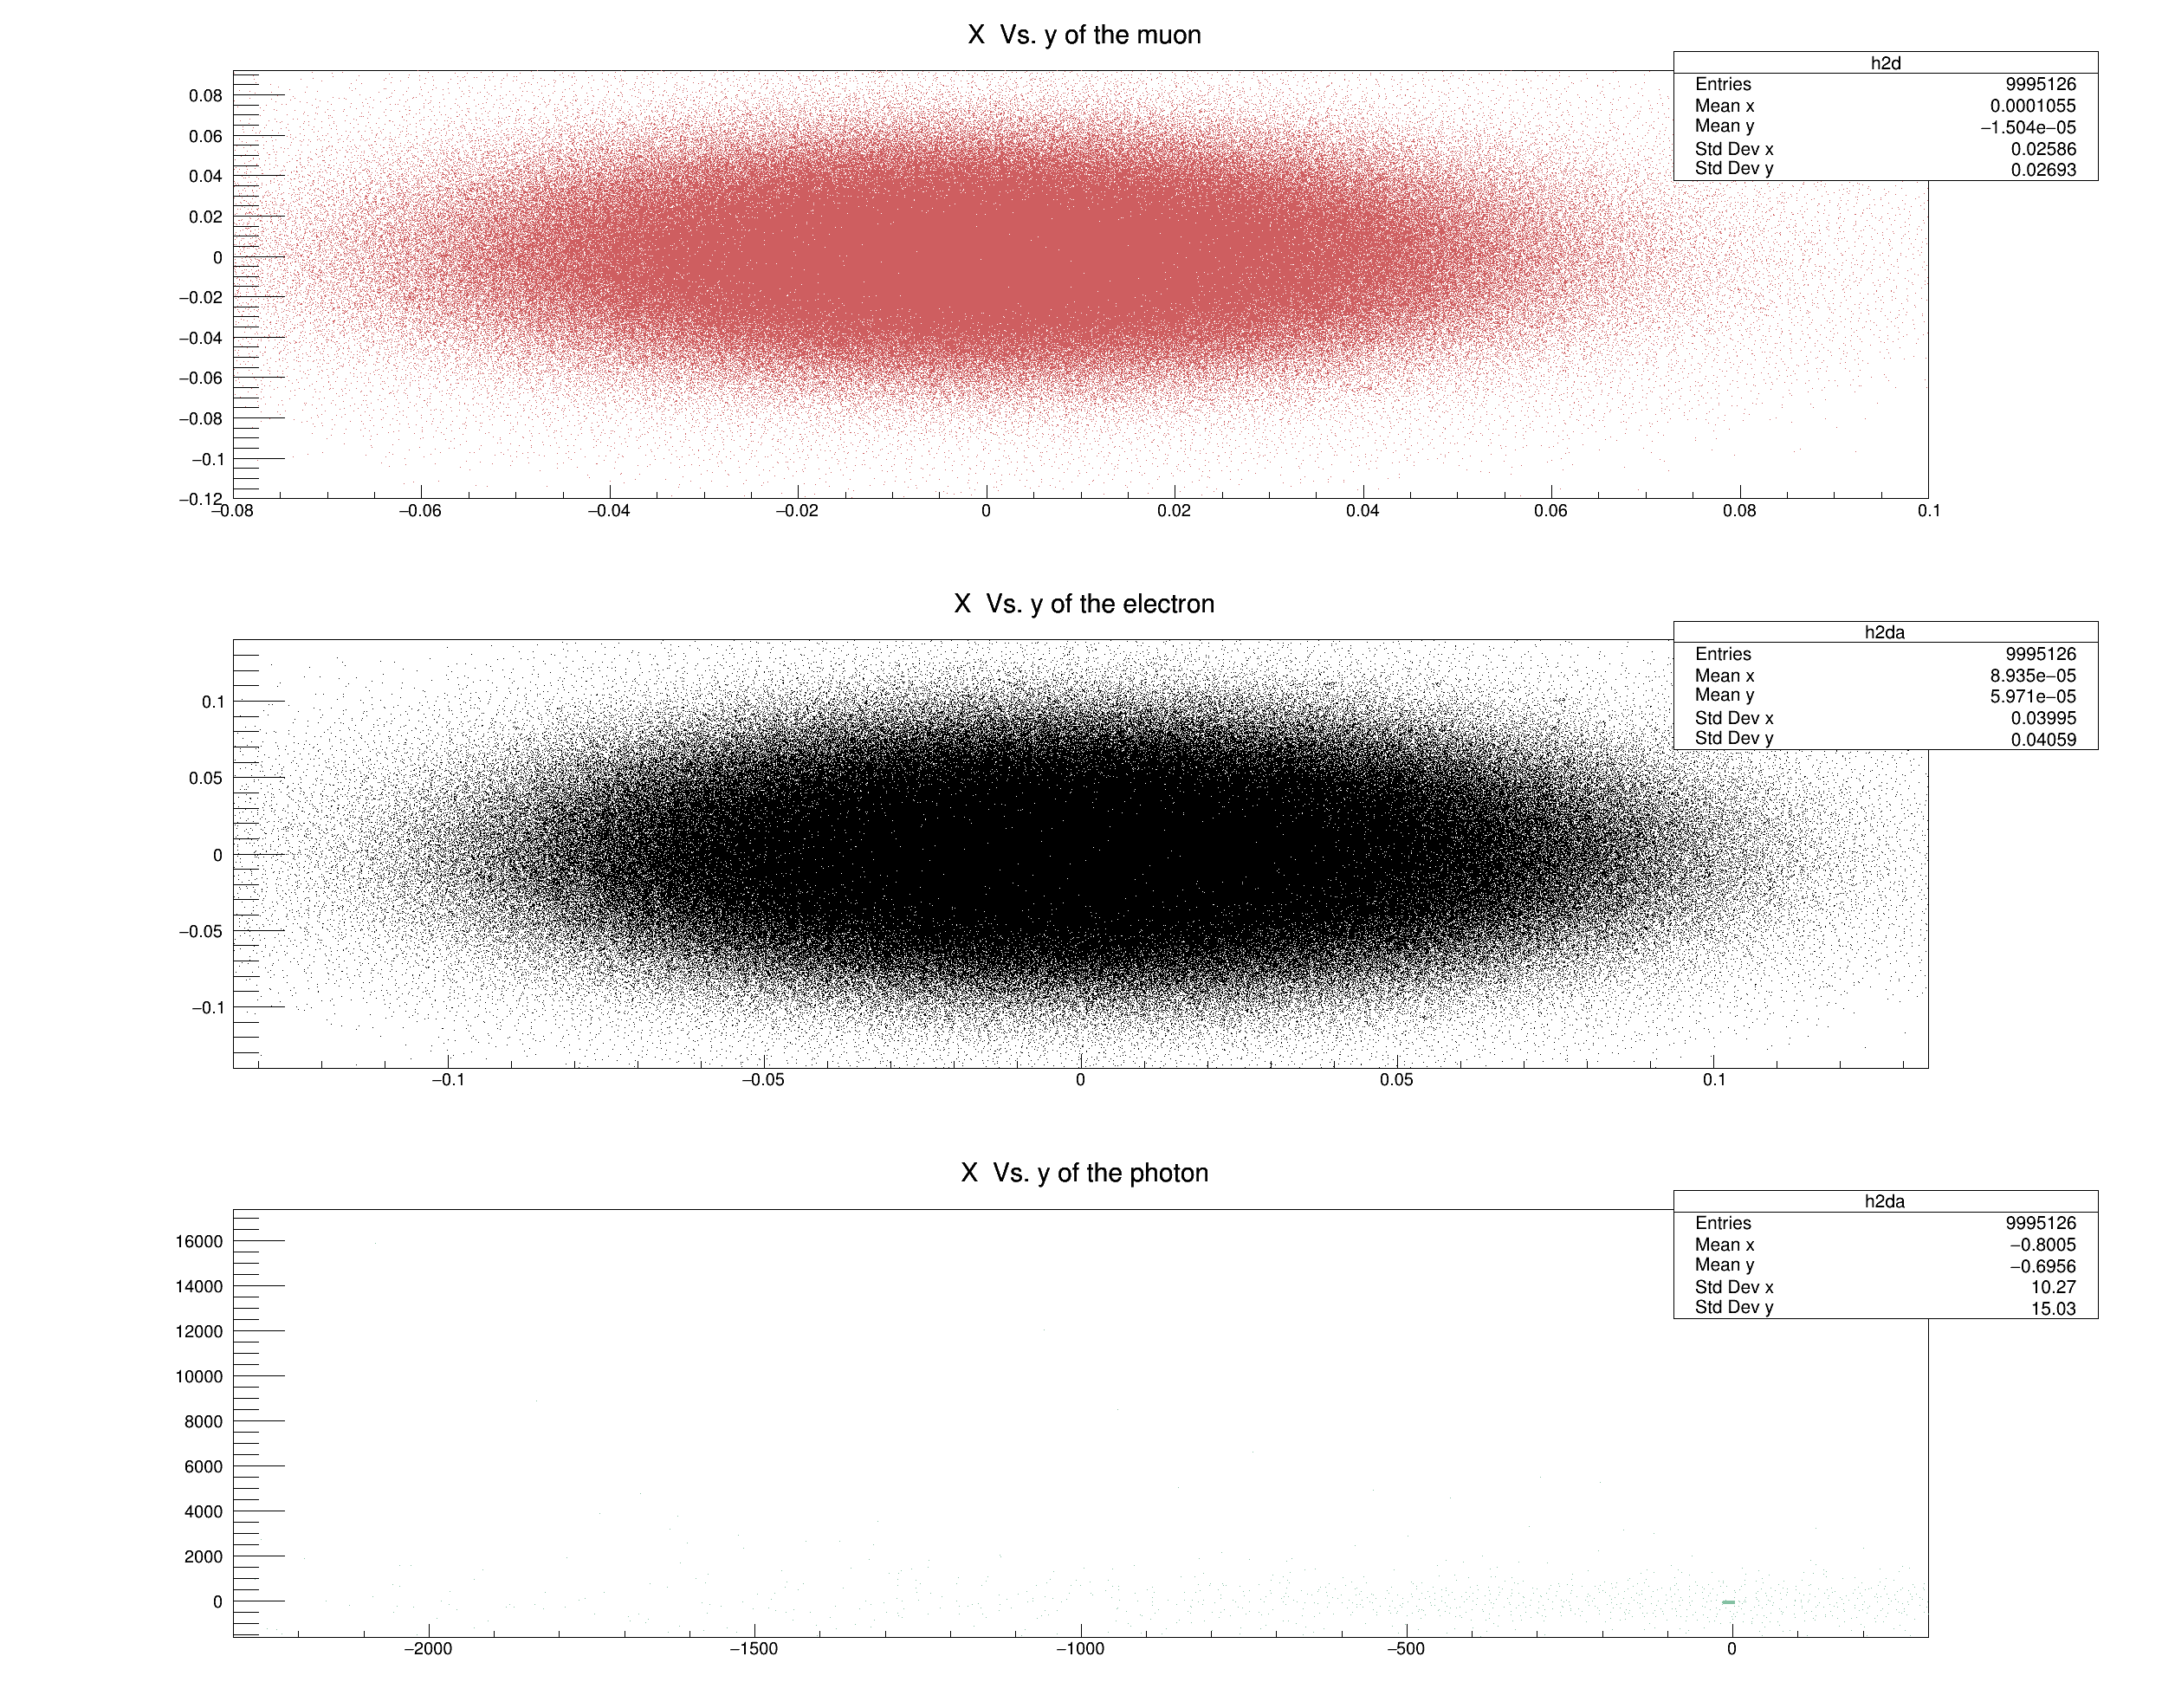 X Vs. y of the muon
h2d
Entries 9995126
Mean x 0.0001055
Mean y −1.504e−05
Std Dev x 0.02586
Std Dev y 0.02693
0.08
0.06
0.04
0.02
0
−0.02
−0.04
−0.06
−0.08
−0.1
−0.12
−0.08 −0.06 −0.04 −0.02 0 0.02 0.04 0.06 0.08 0.1
X Vs. y of the electron
h2da
Entries 9995126
Mean x 8.935e−05
Mean y 5.971e−05
Std Dev x 0.03995
Std Dev y 0.04059
0.1
0.05
0
−0.05
−0.1
−0.1 −0.05 0 0.05 0.1
X Vs. y of the photon
h2da
Entries 9995126
Mean x −0.8005
Mean y −0.6956
Std Dev x 10.27
Std Dev y 15.03
16000
14000
12000
10000
8000
6000
4000
2000
0
−2000 −1500 −1000 −500 0